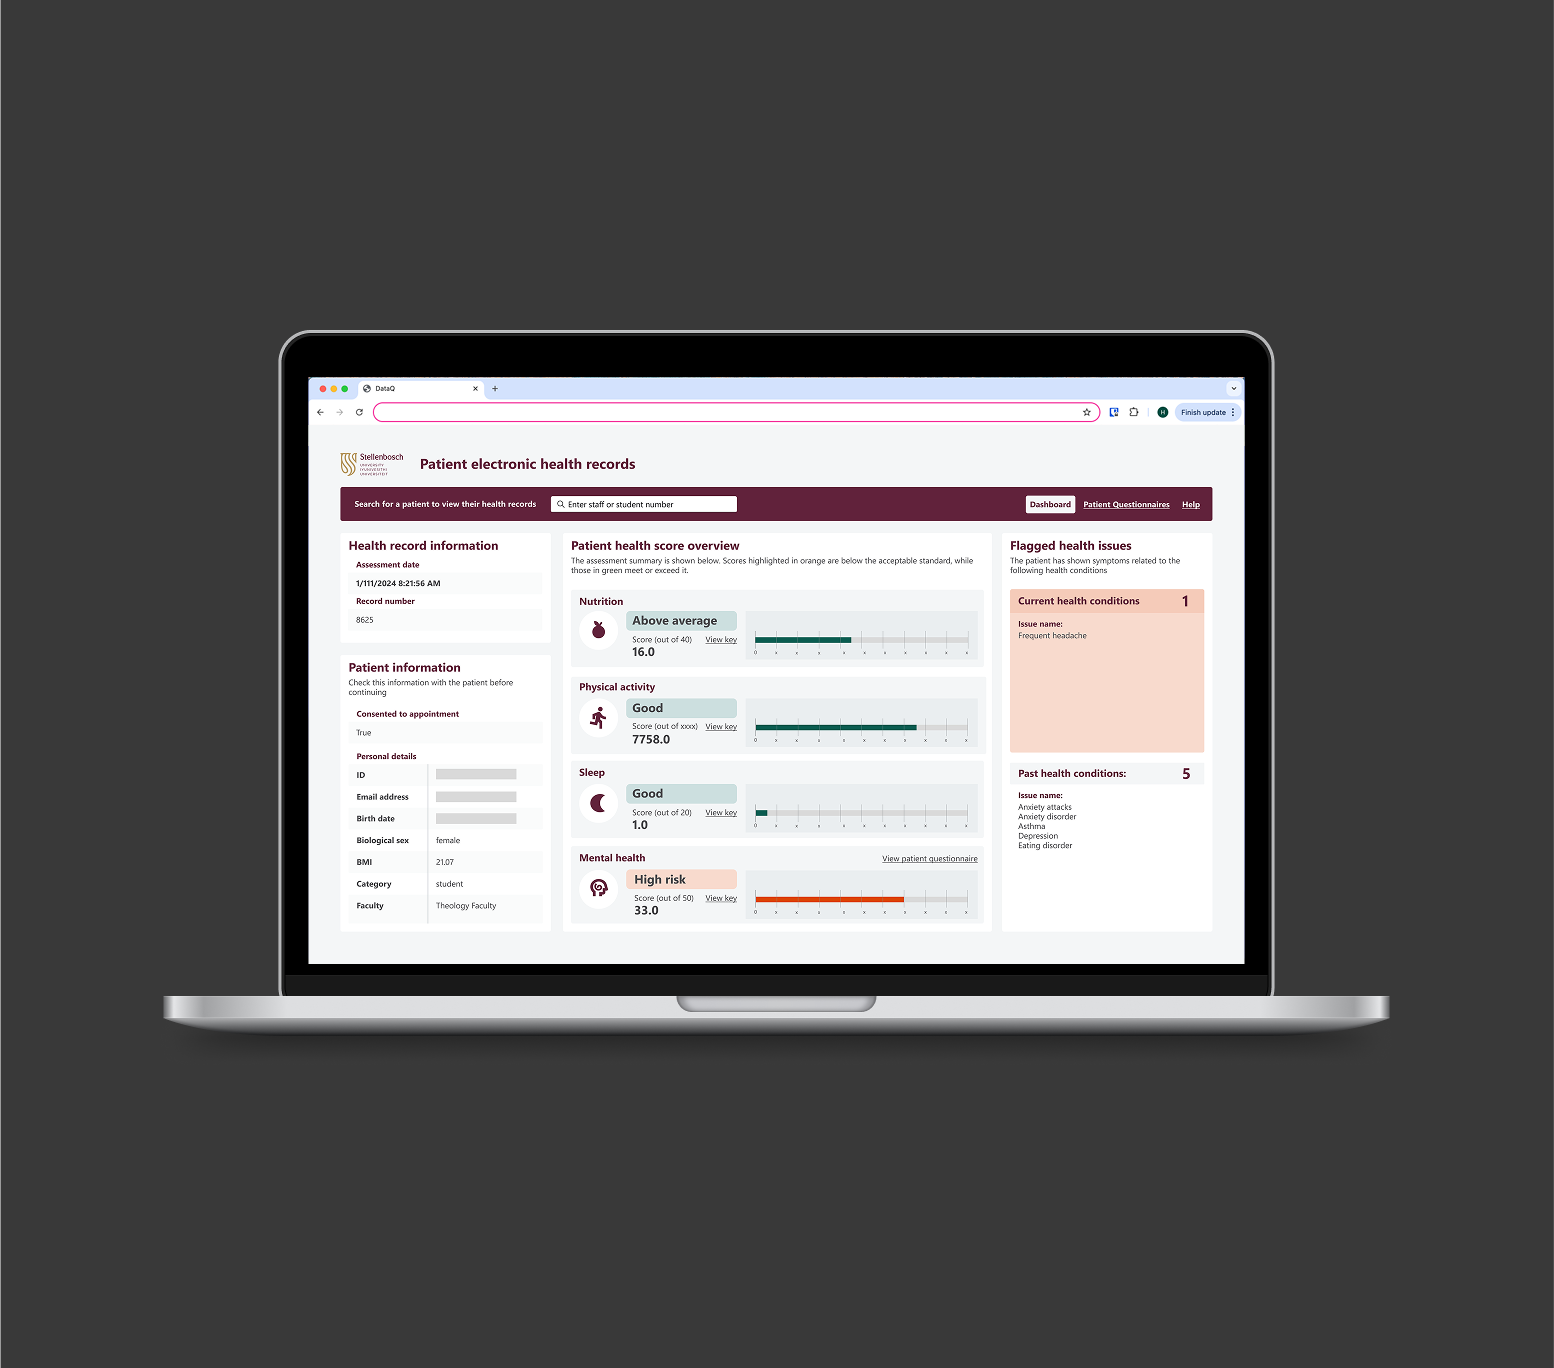 DataQ
Finish update
H
Stellenbosch
UNIVERSITY
IYUNIVESITHI
UNIVERSITEIT
Patient electronic health records
Search for a patient to view their health records
Enter staff or student number
Dashboard
Patient Questionnaires
Help
Health record information
Assessment date
1/111/2024 8:21:56 AM
Record number
8625
Patient information
Check this information with the patient before
continuing
Consented to appointment
True
Personal details
ID
Email address
Birth date
Biological sex female
BMI 21.07
Category student
Faculty Theology Faculty
Patient health score overview
The assessment summary is shown below. Scores highlighted in orange are below the acceptable standard, while
those in green meet or exceed it.
Nutrition
Above average
Score (out of 40) View key
16.0
0 x x x x x x x x x x
Physical activity
Good
Score (out of xxxx) View key
7758.0
0 x x x x x x x x x x
Sleep
Good
Score (out of 20) View key
1.0
0 x x x x x x x x x x
Mental health
View patient questionnaire
High risk
Score (out of 50) View key
33.0
0 x x x x x x x x x x
Flagged health issues
The patient has shown symptoms related to the
following health conditions
Current health conditions 1
Issue name:
Frequent headache
Past health conditions: 5
Issue name:
Anxiety attacks
Anxiety disorder
Asthma
Depression
Eating disorder